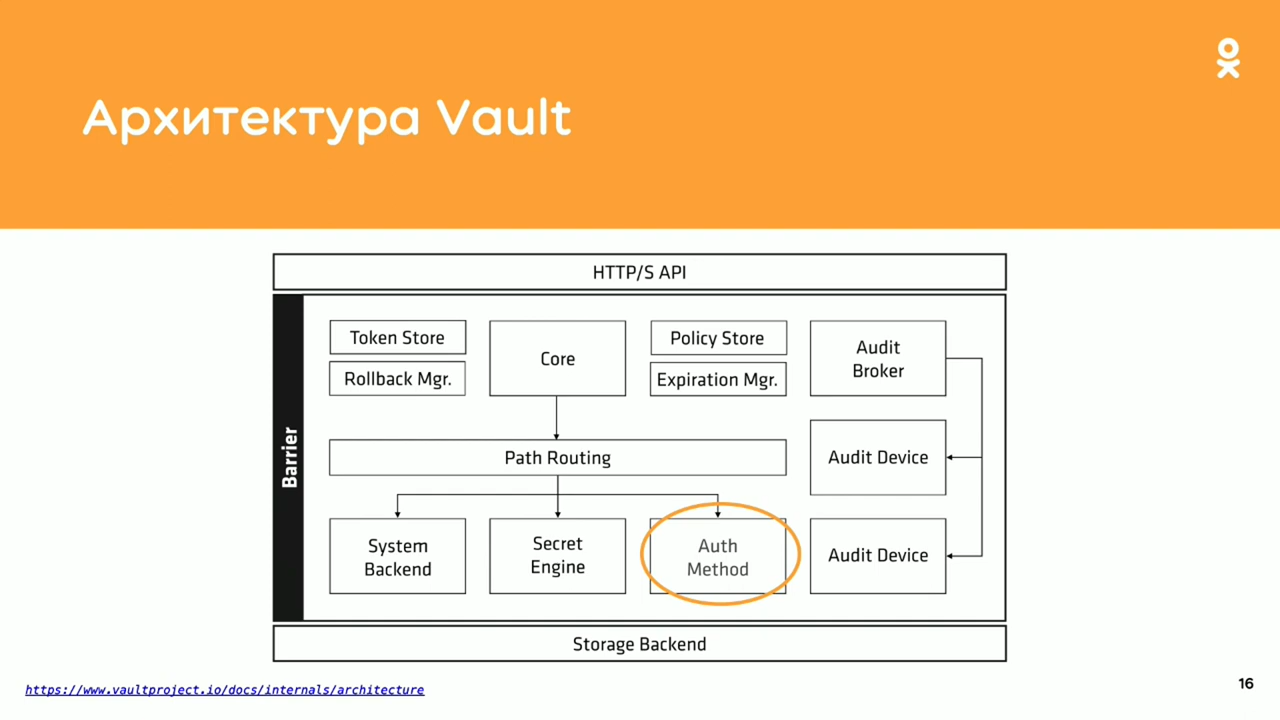 Архитектура Vault
HTTP/S API
Barrier
Token Store
Rollback Mgr.
Core
Policy Store
Expiration Mgr.
Audit
Broker
Path Routing
Audit Device
System
Backend
Secret
Engine
Auth
Method
Audit Device
Storage Backend
https://www.vaultproject.io/docs/internals/architecture
16